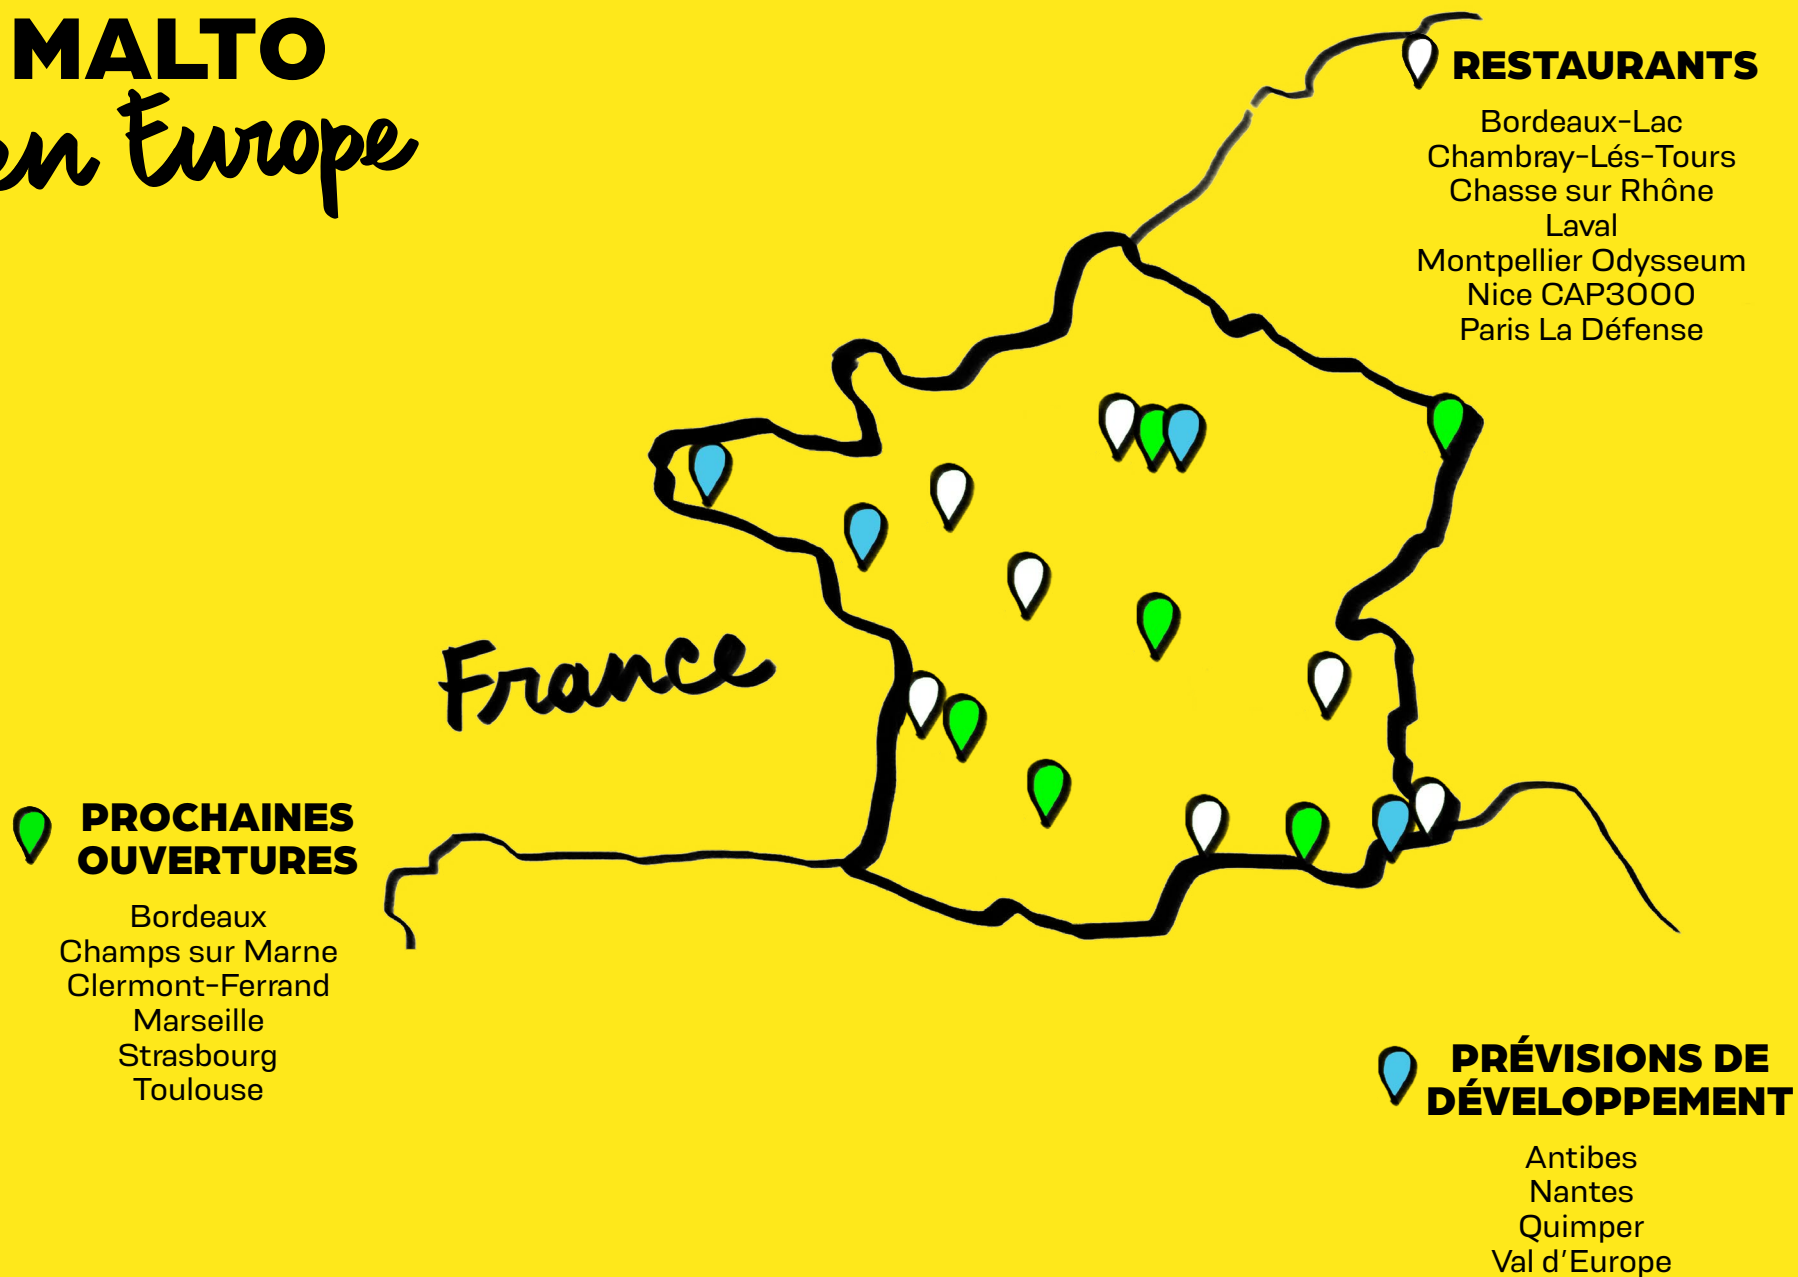 MALTO
en Europe
RESTAURANTS
Bordeaux-Lac
Chambray-Lés-Tours
Chasse sur Rhône
Laval
Montpellier Odysseum
Nice CAP3000
Paris La Défense
France
PROCHAINES
OUVERTURES
Bordeaux
Champs sur Marne
Clermont-Ferrand
Marseille
Strasbourg
Toulouse
PRÉVISIONS DE
DÉVELOPPEMENT
Antibes
Nantes
Quimper
Val d'Europe